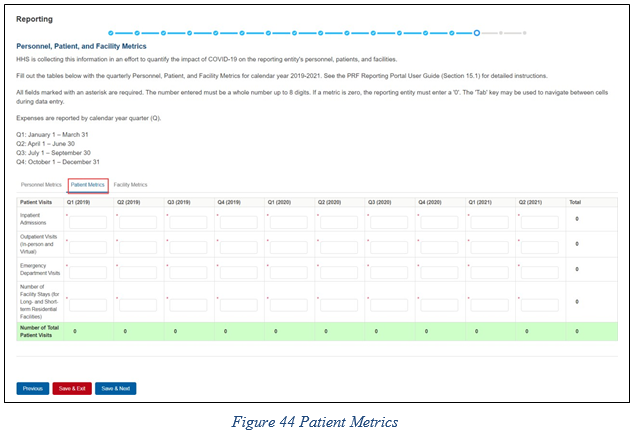 Reporting
Personnel, Patient, and Facility Metrics
HHS is collecting this information in an effort to quantify the impact of COVID-19 on the reporting entity's personnel, patients, and facilities.
Fill out the tables below with the quarterly Personnel, Patient, and Facility Metrics for calendar year 2019-2021. See the PRF Reporting Portal User Guide (Section 15.1) for detailed instructions.
All fields marked with an asterisk are required. The number entered must be a whole number up to 8 digits. If a metric is zero, the reporting entity must enter a '0'. The 'Tab' key may be used to navigate between cells
during data entry.
Expenses are reported by calendar year quarter (Q).
Q1: January 1 – March 31
Q2: April 1 – June 30
Q3: July 1 – September 30
Q4: October 1 – December 31
Personnel Metrics Patient Metrics Facility Metrics
Patient Visits Q1 (2019) Q2 (2019) Q3 (2019) Q4 (2019) Q1 (2020) Q2 (2020) Q3 (2020) Q4 (2020) Q1 (2021) Q2 (2021) Total
Inpatient
Admissions * * * * * * * * * * 0
Outpatient Visits
(in-person and
Virtual) * * * * * * * * * * 0
Emergency
Department Visits * * * * * * * * * * 0
Number of
Facility Stays (for
Long- and Short-
term Residential
Facilities) * * * * * * * * * * 0
Number of Total
Patient Visits 0 0 0 0 0 0 0 0 0 0 0
Previous Save & Exit Save & Next
Figure 44 Patient Metrics